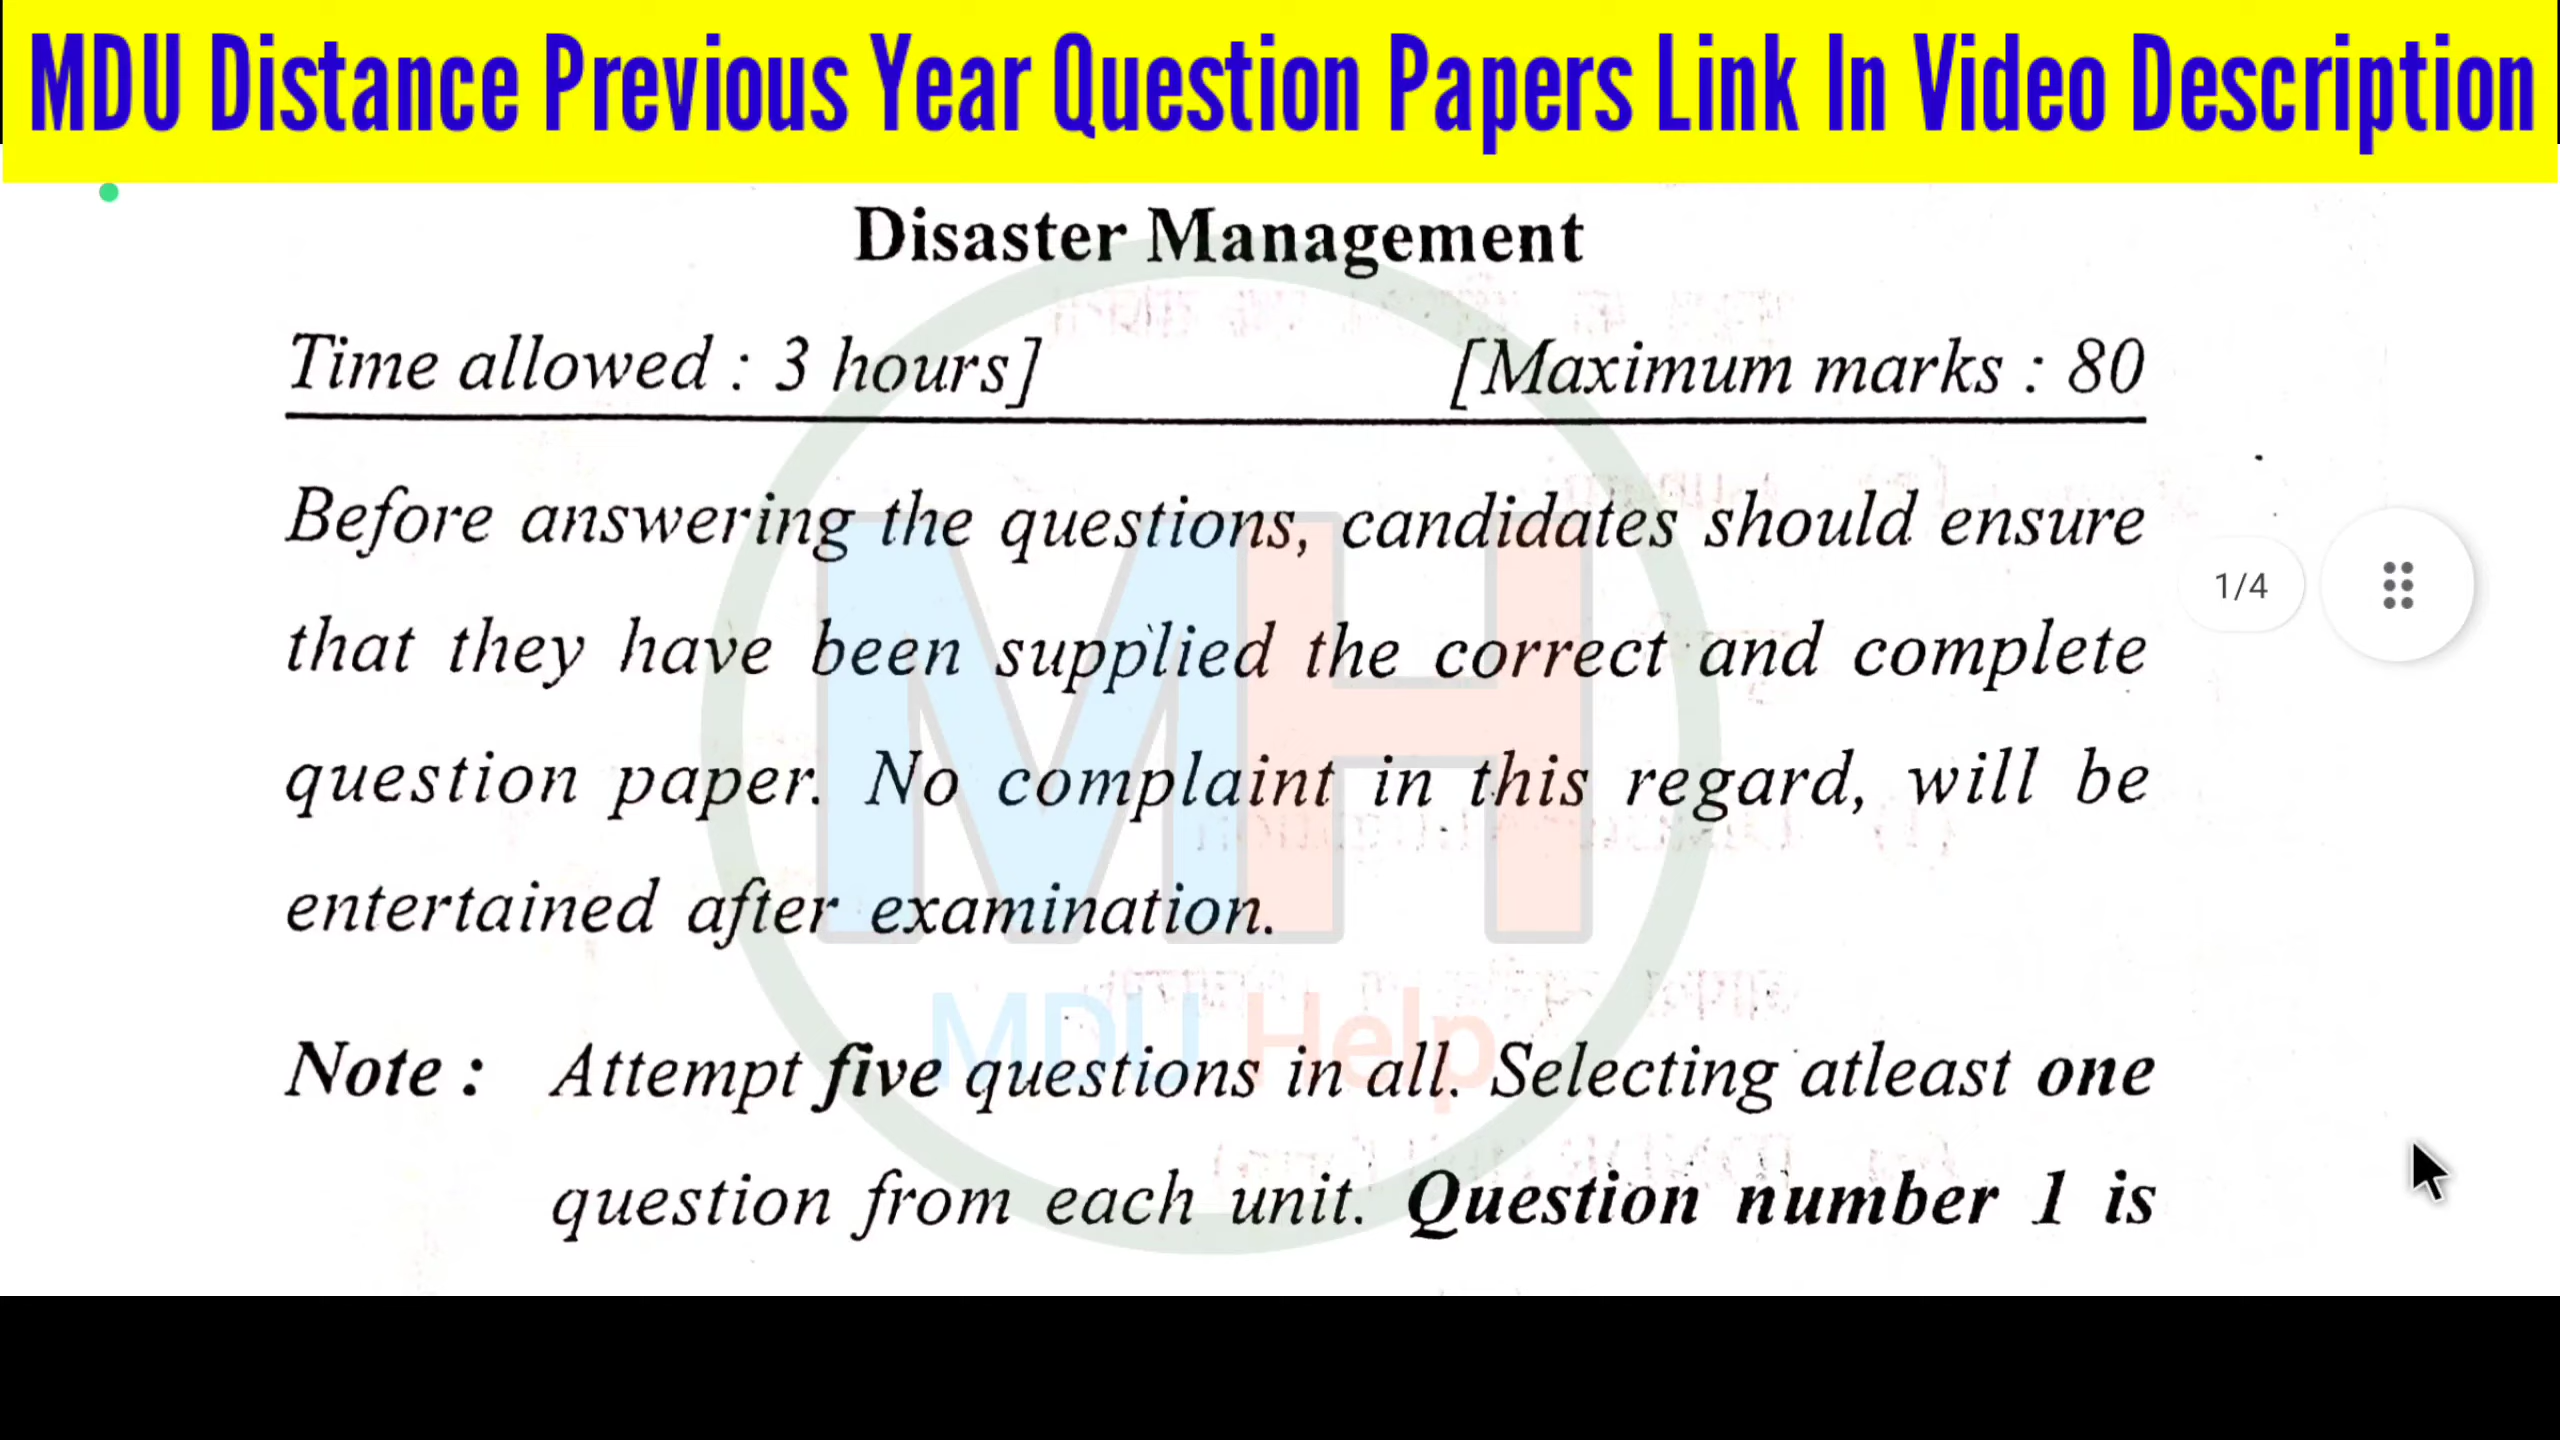 MDU Distance Previous Year Question Papers Link In Video Description
Disaster Management
Time allowed : 3 hours] [Maximum marks : 80
Before answering the questions, candidates should ensure
that they have been supplied the correct and complete
question paper. No complaint in this regard, will be
entertained after examination.
1/4
MH
MDU Help
Note : Attempt five questions in all. Selecting atleast one
question from each unit. Question number 1 is